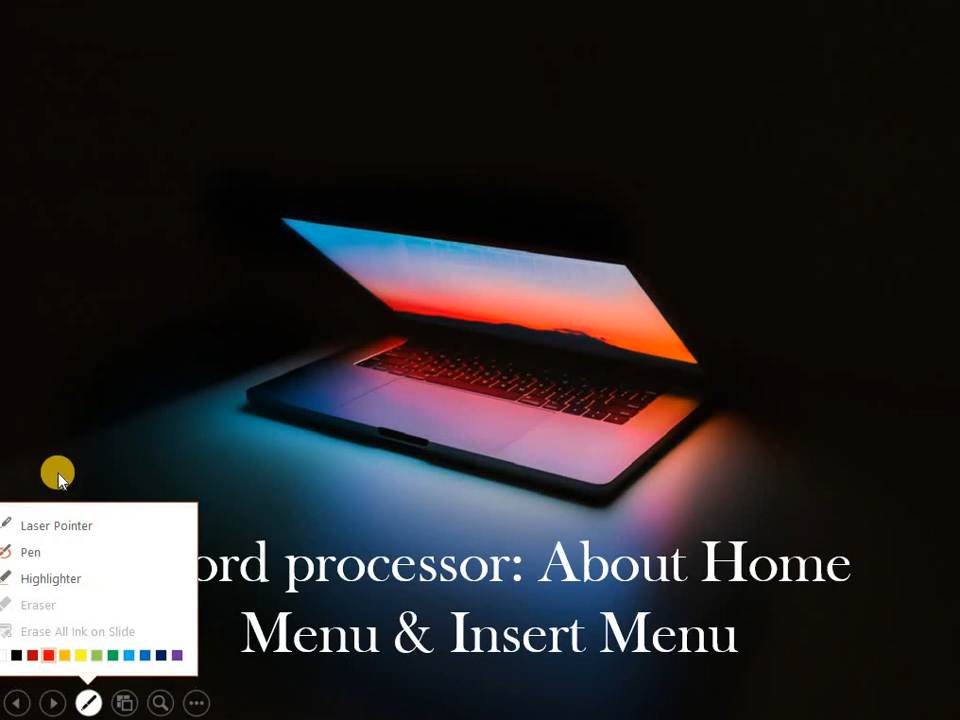 Laser Pointer
Pen
Highlighter
Eraser
Erase All Ink on Slide
ord processor: About Home
Menu & Insert Menu